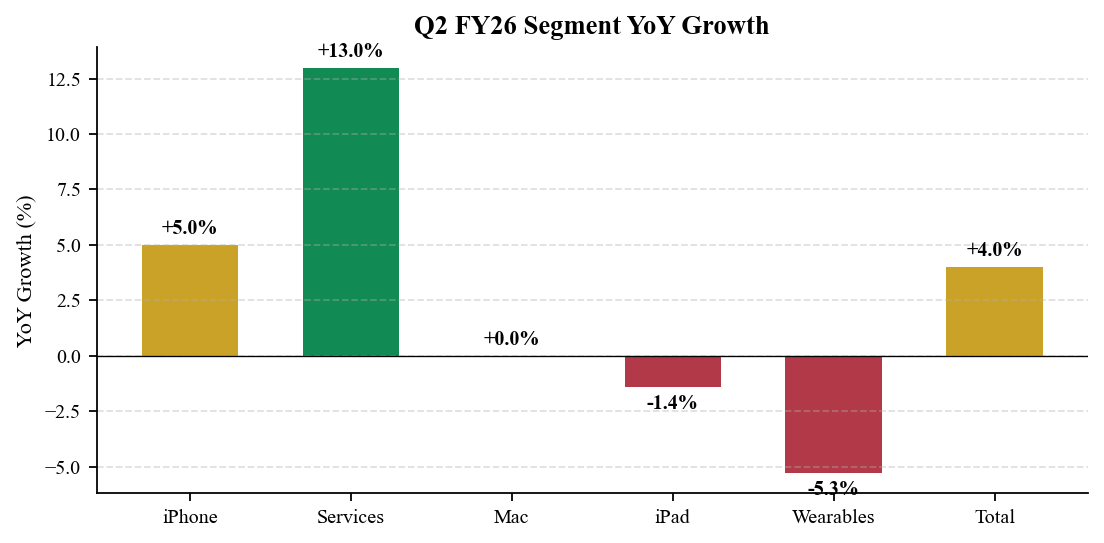 Q2 FY26 Segment YoY Growth
YoY Growth (%)
12.5
10.0
7.5
5.0
2.5
0.0
−2.5
−5.0
+5.0%
+13.0%
+0.0%
-1.4%
-5.3%
+4.0%
iPhone
Services
Mac
iPad
Wearables
Total